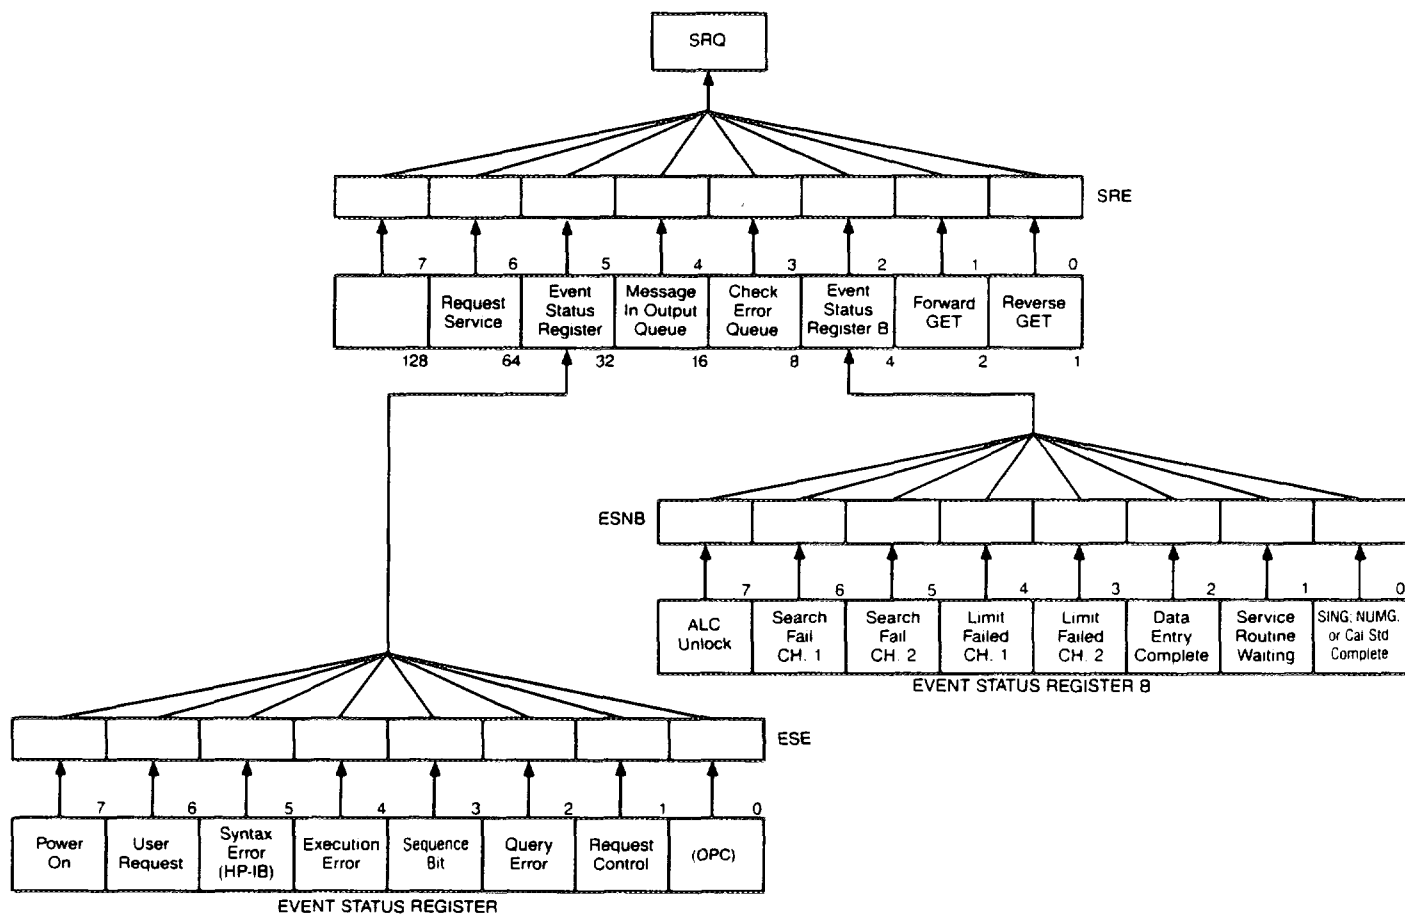 SRQ
SRE
7 6 5 4 3 2 1 0
Request
Service
Event
Status
Register
Message
In Output
Queue
Check
Error
Queue
Event
Status
Register B
Forward
GET
Reverse
GET
128 64 32 16 8 4 2 1
ESNB
7 6 5 4 3 2 1 0
ALC
Unlock
Search
Fail
CH. 1
Search
Fail
CH. 2
Limit
Failed
CH. 1
Limit
Failed
CH. 2
Data
Entry
Complete
Service
Routine
Waiting
SING; NUMG.
or Cal Std
Complete
EVENT STATUS REGISTER B
ESE
7 6 5 4 3 2 1 0
Power
On
User
Request
Syntax
Error
(HP-IB)
Execution
Error
Sequence
Bit
Query
Error
Request
Control
(OPC)
EVENT STATUS REGISTER